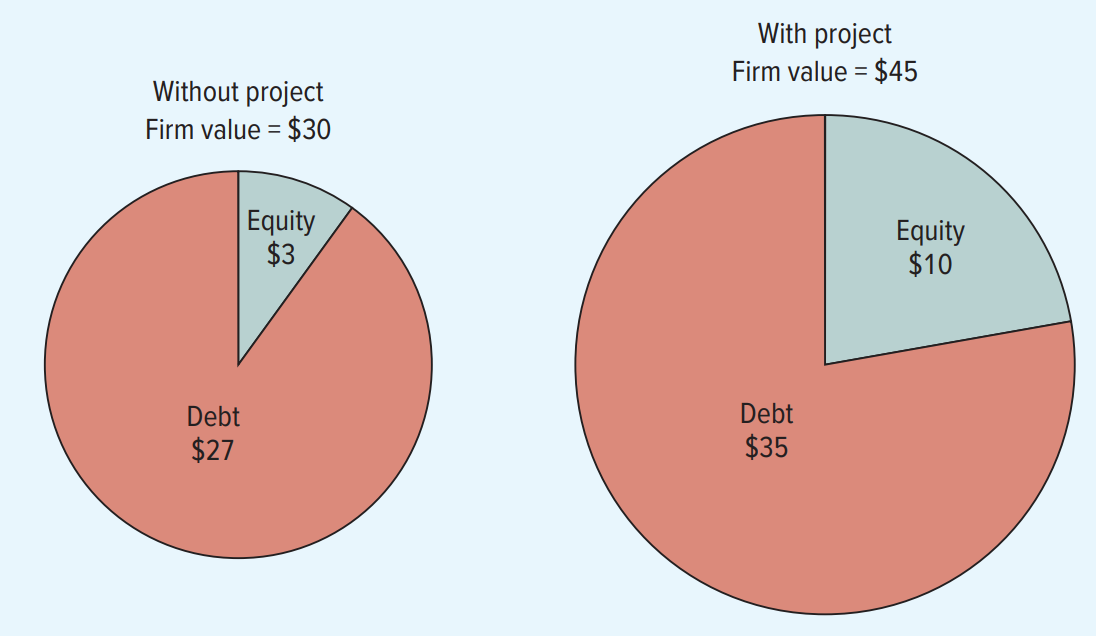 Without project
Firm value = $30
Equity
$3
Debt
$27
With project
Firm value = $45
Equity
$10
Debt
$35